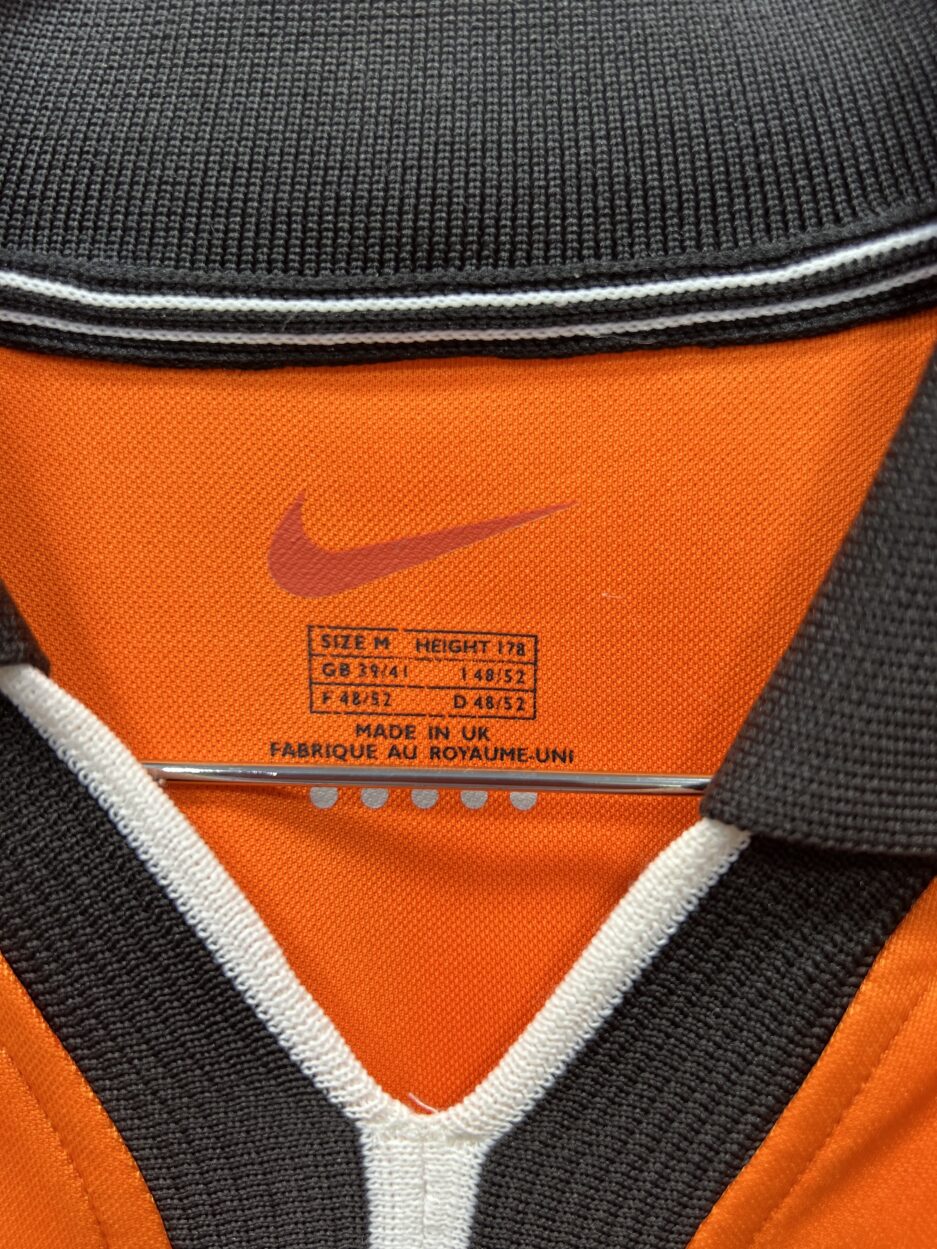 SIZE M HEIGHT 178
GB 39/41 I 48/52
F 48/52 D 48/52
MADE IN UK
FABRIQUE AU ROYAUME-UNI